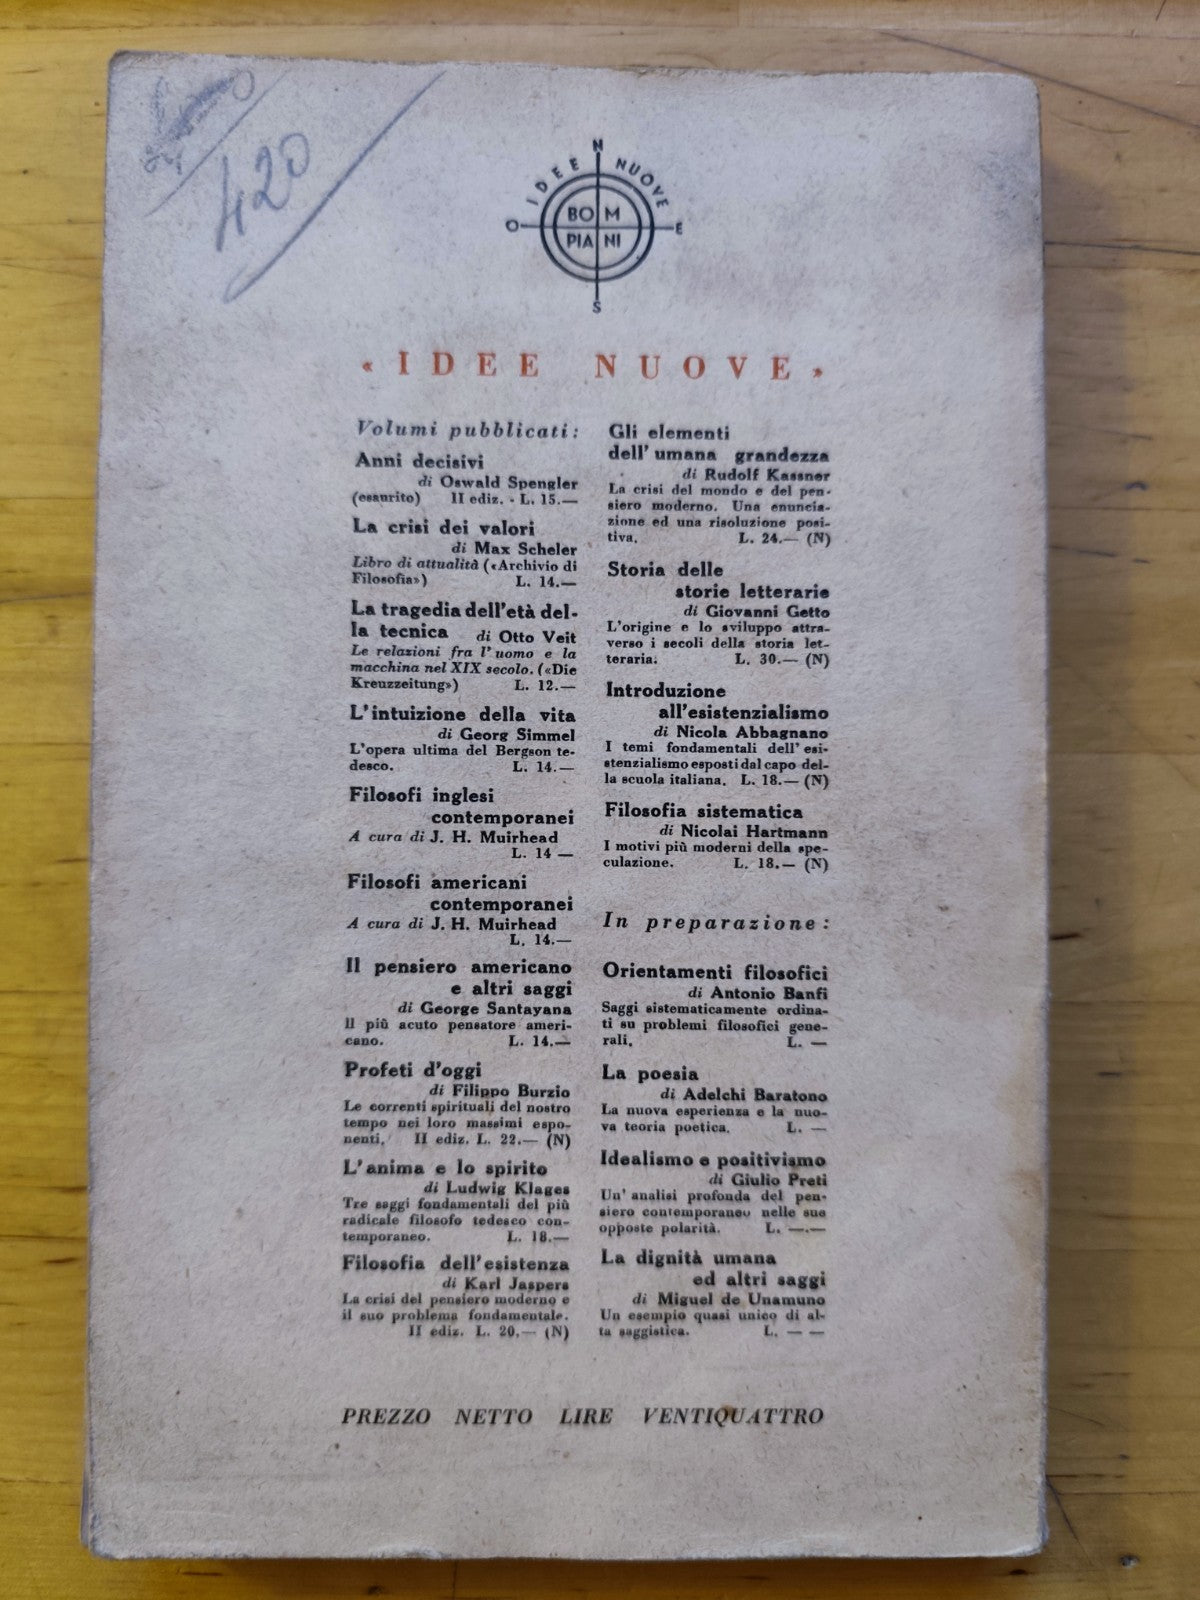 420
N
IDEE NUOVE
BOM
PIANI
O
E
S
« IDEE NUOVE »
Volumi pubblicati:
Anni decisivi
di Oswald Spengler
(esaurito) II ediz. - L. 15.—
La crisi dei valori
di Max Scheler
Libro di attualità («Archivio di
Filosofia») L. 14.—
La tragedia dell'età del-
la tecnica di Otto Veit
Le relazioni fra l'uomo e la
macchina nel XIX secolo. («Die
Kreuzzeitung») L. 12.—
L'intuizione della vita
di Georg Simmel
L'opera ultima del Bergson te-
desco. L. 14.—
Filosofi inglesi
contemporanei
A cura di J. H. Muirhead
L. 14 —
Filosofi americani
contemporanei
A cura di J. H. Muirhead
L. 14.—
Il pensiero americano
e altri saggi
di George Santayana
Il più acuto pensatore ameri-
cano. L. 14.—
Profeti d'oggi
di Filippo Burzio
Le correnti spirituali del nostro
tempo nei loro massimi espo-
nenti. II ediz. L. 22.— (N)
L'anima e lo spirito
di Ludwig Klages
Tre saggi fondamentali del più
radicale filosofo tedesco con-
temporaneo. L. 18.—
Filosofia dell'esistenza
di Karl Jaspers
La crisi del pensiero moderno e
il suo problema fondamentale.
II ediz. L. 20.— (N)
Gli elementi
dell'umana grandezza
di Rudolf Kassner
La crisi del mondo e del pen-
siero moderno. Una enuncia-
zione ed una risoluzione posi-
tiva. L. 24.— (N)
Storia delle
storie letterarie
di Giovanni Getto
L'origine e lo sviluppo attra-
verso i secoli della storia let-
teraria. L. 30.— (N)
Introduzione
all'esistenzialismo
di Nicola Abbagnano
I temi fondamentali dell'esi-
stenzialismo esposti dal capo del-
la scuola italiana. L. 18.— (N)
Filosofia sistematica
di Nicolai Hartmann
I motivi più moderni della spe-
culazione. L. 18.— (N)
In preparazione:
Orientamenti filosofici
di Antonio Banfi
Saggi sistematicamente ordina-
ti su problemi filosofici gene-
rali. L. —
La poesia
di Adelchi Baratono
La nuova esperienza e la nuo-
va teoria poetica. L. —
Idealismo e positivismo
di Giulio Preti
Un'analisi profonda del pen-
siero contemporaneo nelle sue
opposte polarità. L. —.—
La dignità umana
ed altri saggi
di Miguel de Unamuno
Un esempio quasi unico di al-
ta saggistica. L. — —
PREZZO NETTO LIRE VENTIQUATTRO